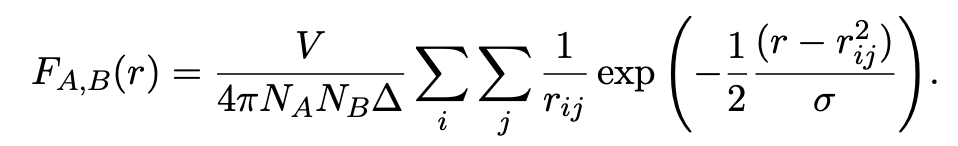 F_{A,B}(r) = \frac{V}{4\pi N_A N_B \Delta} \sum_i \sum_j \frac{1}{r_{ij}} \exp\left(-\frac{1}{2} \frac{(r - r_{ij}^2)}{\sigma}\right).